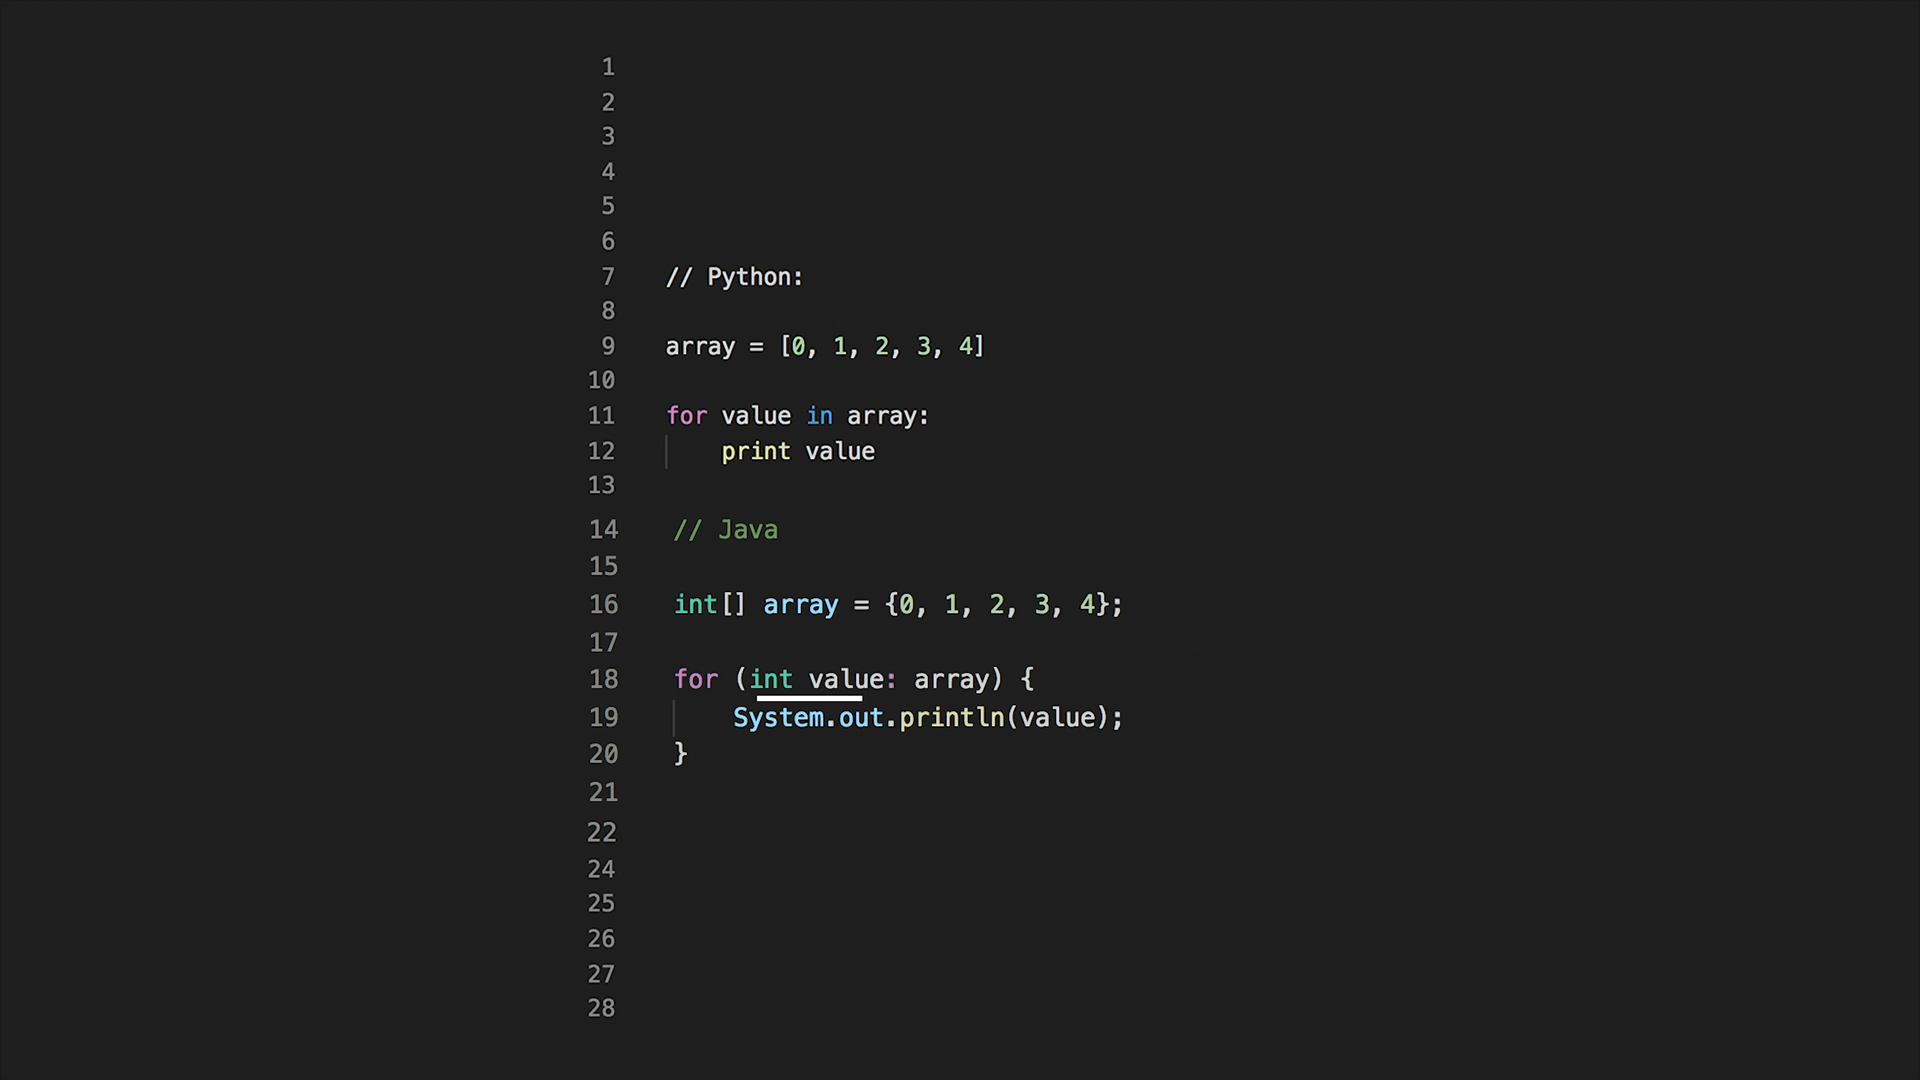 1
2
3
4
5
6
7 // Python:
8
9 array = [0, 1, 2, 3, 4]
10
11 for value in array:
12     print value
13
14 // Java
15
16 int[] array = {0, 1, 2, 3, 4};
17
18 for (int value: array) {
19     System.out.println(value);
20 }
21
22
24
25
26
27
28